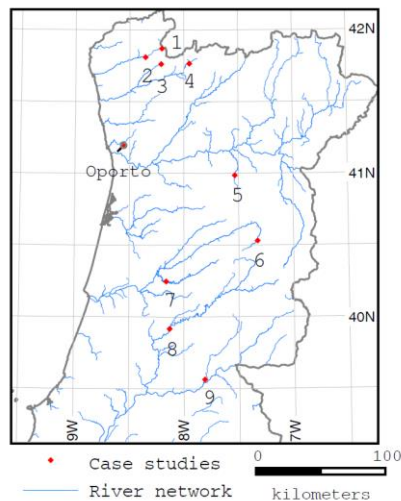 42N
1
2
3
4
Oporto
41N
5
6
7
40N
8
9
9W
8W
7W
Case studies
0 100
River network
kilometers